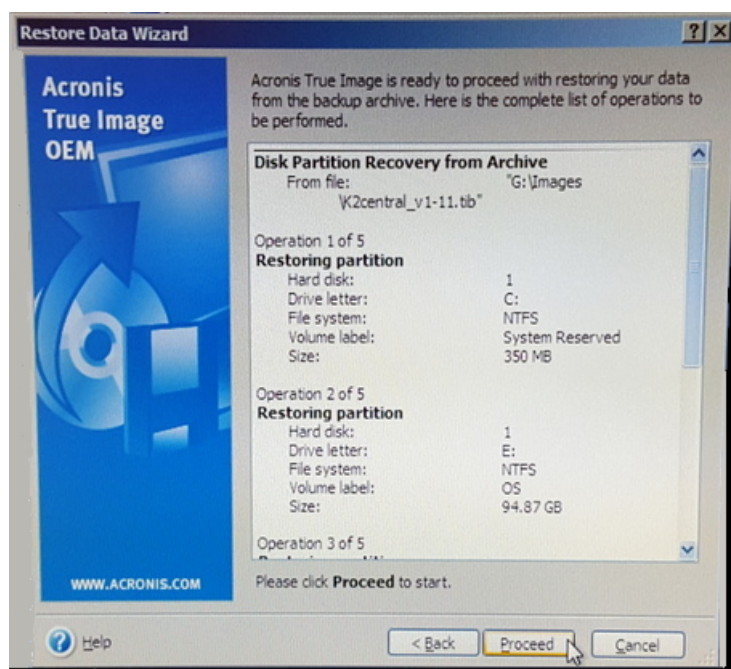 Restore Data Wizard
Acronis
True Image
OEM
Acronis True Image is ready to proceed with restoring your data
from the backup archive. Here is the complete list of operations to
be performed.
Disk Partition Recovery from Archive
From file: "G:\Images
\K2central_v1-11.tib"
Operation 1 of 5
Restoring partition
Hard disk: 1
Drive letter: C:
File system: NTFS
Volume label: System Reserved
Size: 350 MB
Operation 2 of 5
Restoring partition
Hard disk: 1
Drive letter: E:
File system: NTFS
Volume label: OS
Size: 94.87 GB
Operation 3 of 5
Please click Proceed to start.
WWW.ACRONIS.COM
Help
< Back
Proceed
Cancel